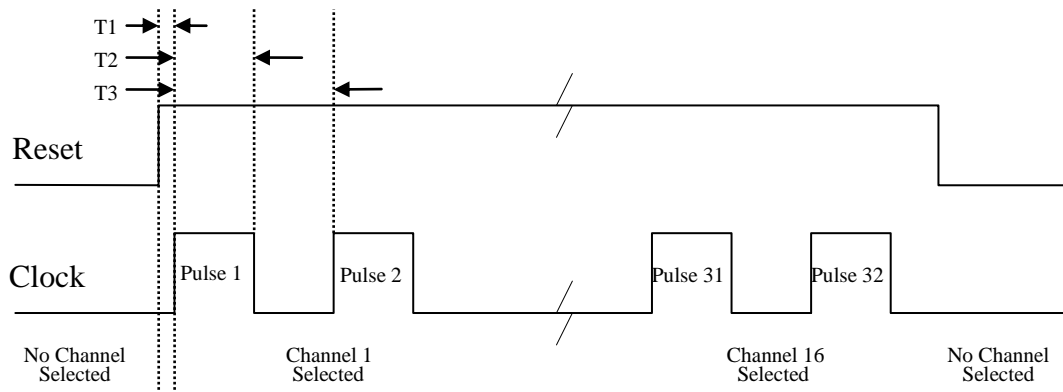 T1
T2
T3
Reset
Clock
Pulse 1
Pulse 2
Pulse 31
Pulse 32
No Channel
Selected
Channel 1
Selected
Channel 16
Selected
No Channel
Selected